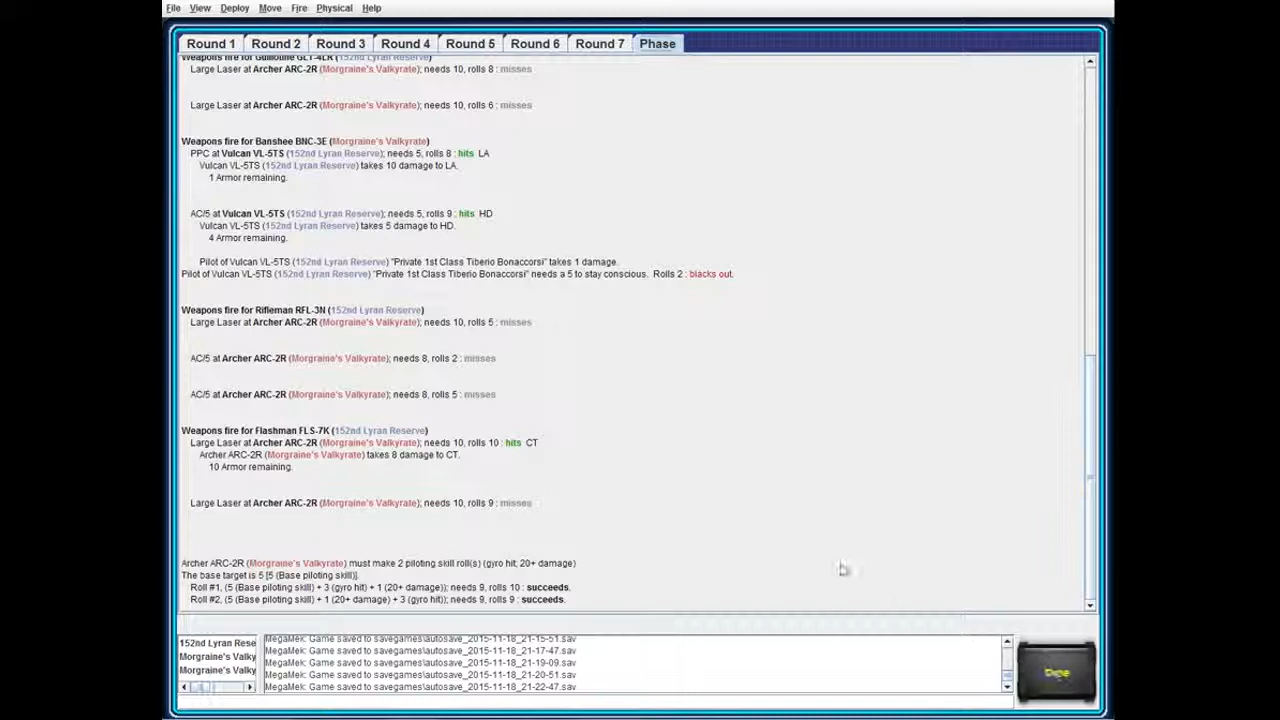 File View Deploy Move Fire Physical Help
Round 1 Round 2 Round 3 Round 4 Round 5 Round 6 Round 7 Phase
Weapons fire for Guillotine GLT-4LR (152nd Lyran Reserve)
Large Laser at Archer ARC-2R (Morgraine's Valkyrate); needs 10, rolls 8 : misses
Large Laser at Archer ARC-2R (Morgraine's Valkyrate); needs 10, rolls 6 : misses
Weapons fire for Banshee BNC-3E (Morgraine's Valkyrate)
PPC at Vulcan VL-5TS (152nd Lyran Reserve); needs 5, rolls 8 : hits LA
Vulcan VL-5TS (152nd Lyran Reserve) takes 10 damage to LA.
1 Armor remaining.
AC/5 at Vulcan VL-5TS (152nd Lyran Reserve); needs 5, rolls 9 : hits HD
Vulcan VL-5TS (152nd Lyran Reserve) takes 5 damage to HD.
4 Armor remaining.
Pilot of Vulcan VL-5TS (152nd Lyran Reserve) "Private 1st Class Tiberio Bonaccorsi" takes 1 damage.
Pilot of Vulcan VL-5TS (152nd Lyran Reserve) "Private 1st Class Tiberio Bonaccorsi" needs a 5 to stay conscious. Rolls 2 : blacks out.
Weapons fire for Rifleman RFL-3N (152nd Lyran Reserve)
Large Laser at Archer ARC-2R (Morgraine's Valkyrate); needs 10, rolls 5 : misses
AC/5 at Archer ARC-2R (Morgraine's Valkyrate); needs 8, rolls 2 : misses
AC/5 at Archer ARC-2R (Morgraine's Valkyrate); needs 8, rolls 5 : misses
Weapons fire for Flashman FLS-7K (152nd Lyran Reserve)
Large Laser at Archer ARC-2R (Morgraine's Valkyrate); needs 10, rolls 10 : hits CT
Archer ARC-2R (Morgraine's Valkyrate) takes 8 damage to CT.
10 Armor remaining.
Large Laser at Archer ARC-2R (Morgraine's Valkyrate); needs 10, rolls 9 : misses
Archer ARC-2R (Morgraine's Valkyrate) must make 2 piloting skill roll(s) (gyro hit; 20+ damage)
The base target is 5 [5 (Base piloting skill)].
Roll #1, (5 (Base piloting skill) + 3 (gyro hit) + 1 (20+ damage)); needs 9, rolls 10 : succeeds.
Roll #2, (5 (Base piloting skill) + 1 (20+ damage) + 3 (gyro hit)); needs 9, rolls 9 : succeeds.
152nd Lyran Rese
Morgraine's Valky
Morgraine's Valky
MegaMek: Game saved to savegames\autosave_2015-11-18_21-15-51.sav
MegaMek: Game saved to savegames\autosave_2015-11-18_21-17-47.sav
MegaMek: Game saved to savegames\autosave_2015-11-18_21-19-09.sav
MegaMek: Game saved to savegames\autosave_2015-11-18_21-20-51.sav
MegaMek: Game saved to savegames\autosave_2015-11-18_21-22-47.sav
Done